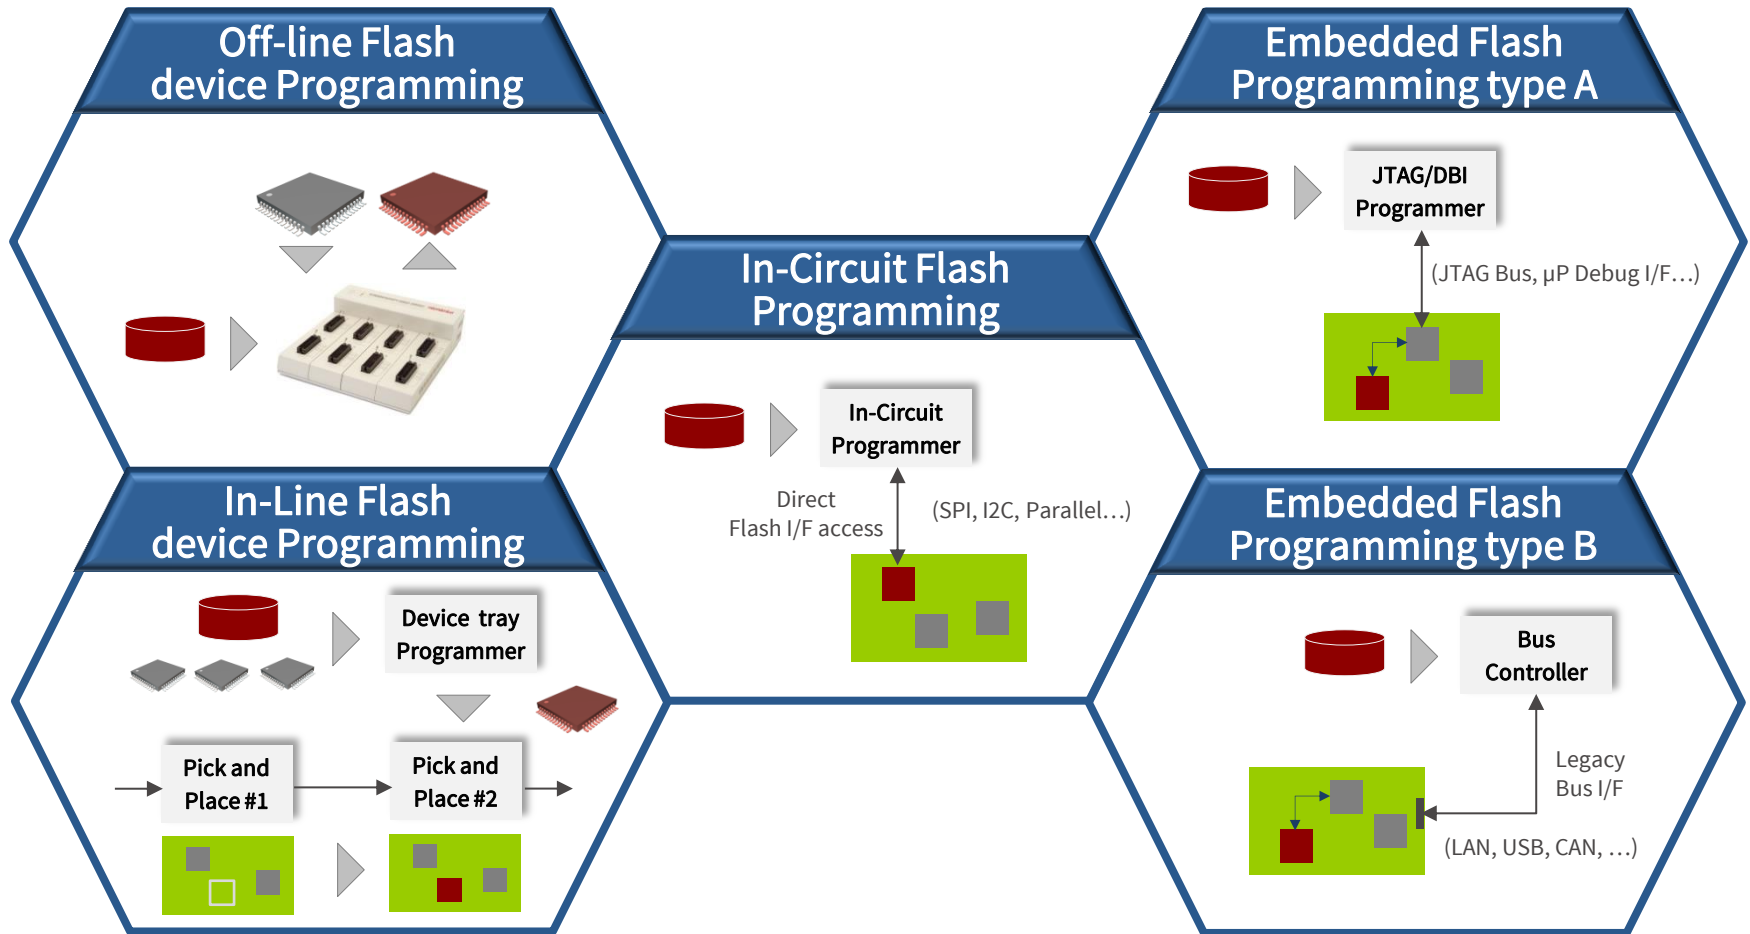 Off-line Flash
device Programming
In-Line Flash
device Programming
Device tray
Programmer
Pick and
Place #1
Pick and
Place #2
In-Circuit Flash
Programming
In-Circuit
Programmer
Direct
Flash I/F access
(SPI, I2C, Parallel...)
Embedded Flash
Programming type A
JTAG/DBI
Programmer
(JTAG Bus, µP Debug I/F...)
Embedded Flash
Programming type B
Bus
Controller
Legacy
Bus I/F
(LAN, USB, CAN, ...)